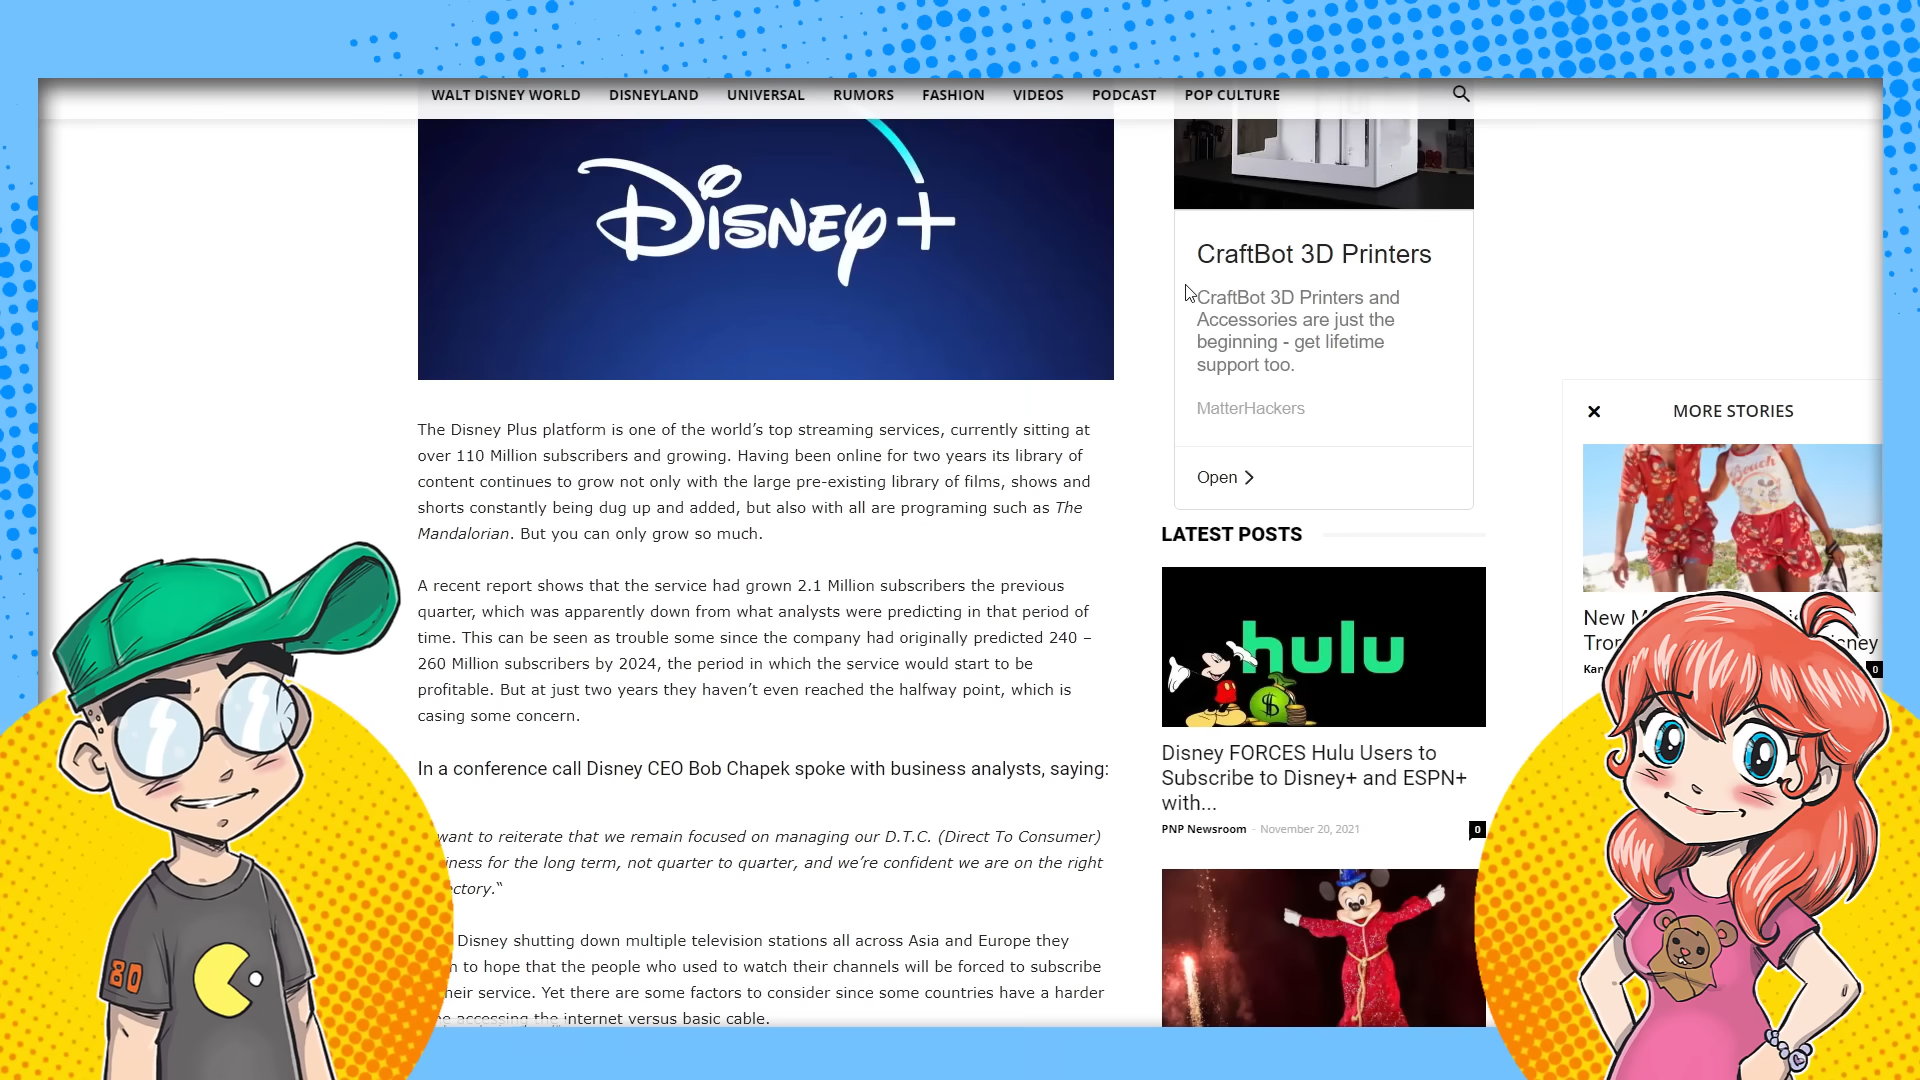 WALT DISNEY WORLD DISNEYLAND UNIVERSAL RUMORS FASHION VIDEOS PODCAST POP CULTURE
Disney+
The Disney Plus platform is one of the world’s top streaming services, currently sitting at
over 110 Million subscribers and growing. Having been online for two years its library of
content continues to grow not only with the large pre-existing library of films, shows and
shorts constantly being dug up and added, but also with all are programing such as The
Mandalorian. But you can only grow so much.
A recent report shows that the service had grown 2.1 Million subscribers the previous
quarter, which was apparently down from what analysts were predicting in that period of
time. This can be seen as trouble some since the company had originally predicted 240 –
260 Million subscribers by 2024, the period in which the service would start to be
profitable. But at just two years they haven’t even reached the halfway point, which is
casing some concern.
In a conference call Disney CEO Bob Chapek spoke with business analysts, saying:
want to reiterate that we remain focused on managing our D.T.C. (Direct To Consumer)
for the long term, not quarter to quarter, and we’re confident we are on the right
Disney shutting down multiple television stations all across Asia and Europe they
to hope that the people who used to watch their channels will be forced to subscribe
service. Yet there are some factors to consider since some countries have a harder
accessing the internet versus basic cable.
CraftBot 3D Printers
CraftBot 3D Printers and
Accessories are just the
beginning - get lifetime
support too.
MatterHackers
Open
LATEST POSTS
hulu
$
Disney FORCES Hulu Users to
Subscribe to Disney+ and ESPN+
with...
PNP Newsroom - November 20, 2021
0
MORE STORIES
Beach
New
0
80